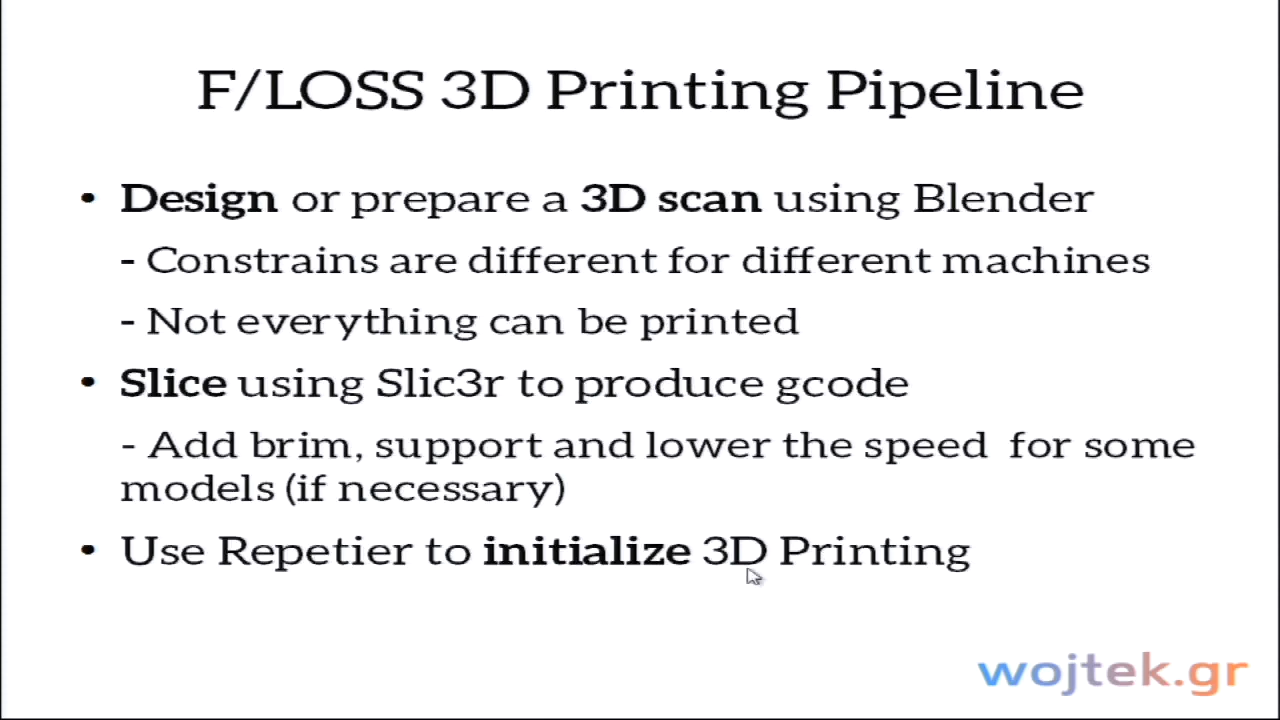 F/LOSS 3D Printing Pipeline
• Design or prepare a 3D scan using Blender
- Constrains are different for different machines
- Not everything can be printed
• Slice using Slic3r to produce gcode
- Add brim, support and lower the speed  for some
models (if necessary)
• Use Repetier to initialize 3D Printing
wojtek.gr